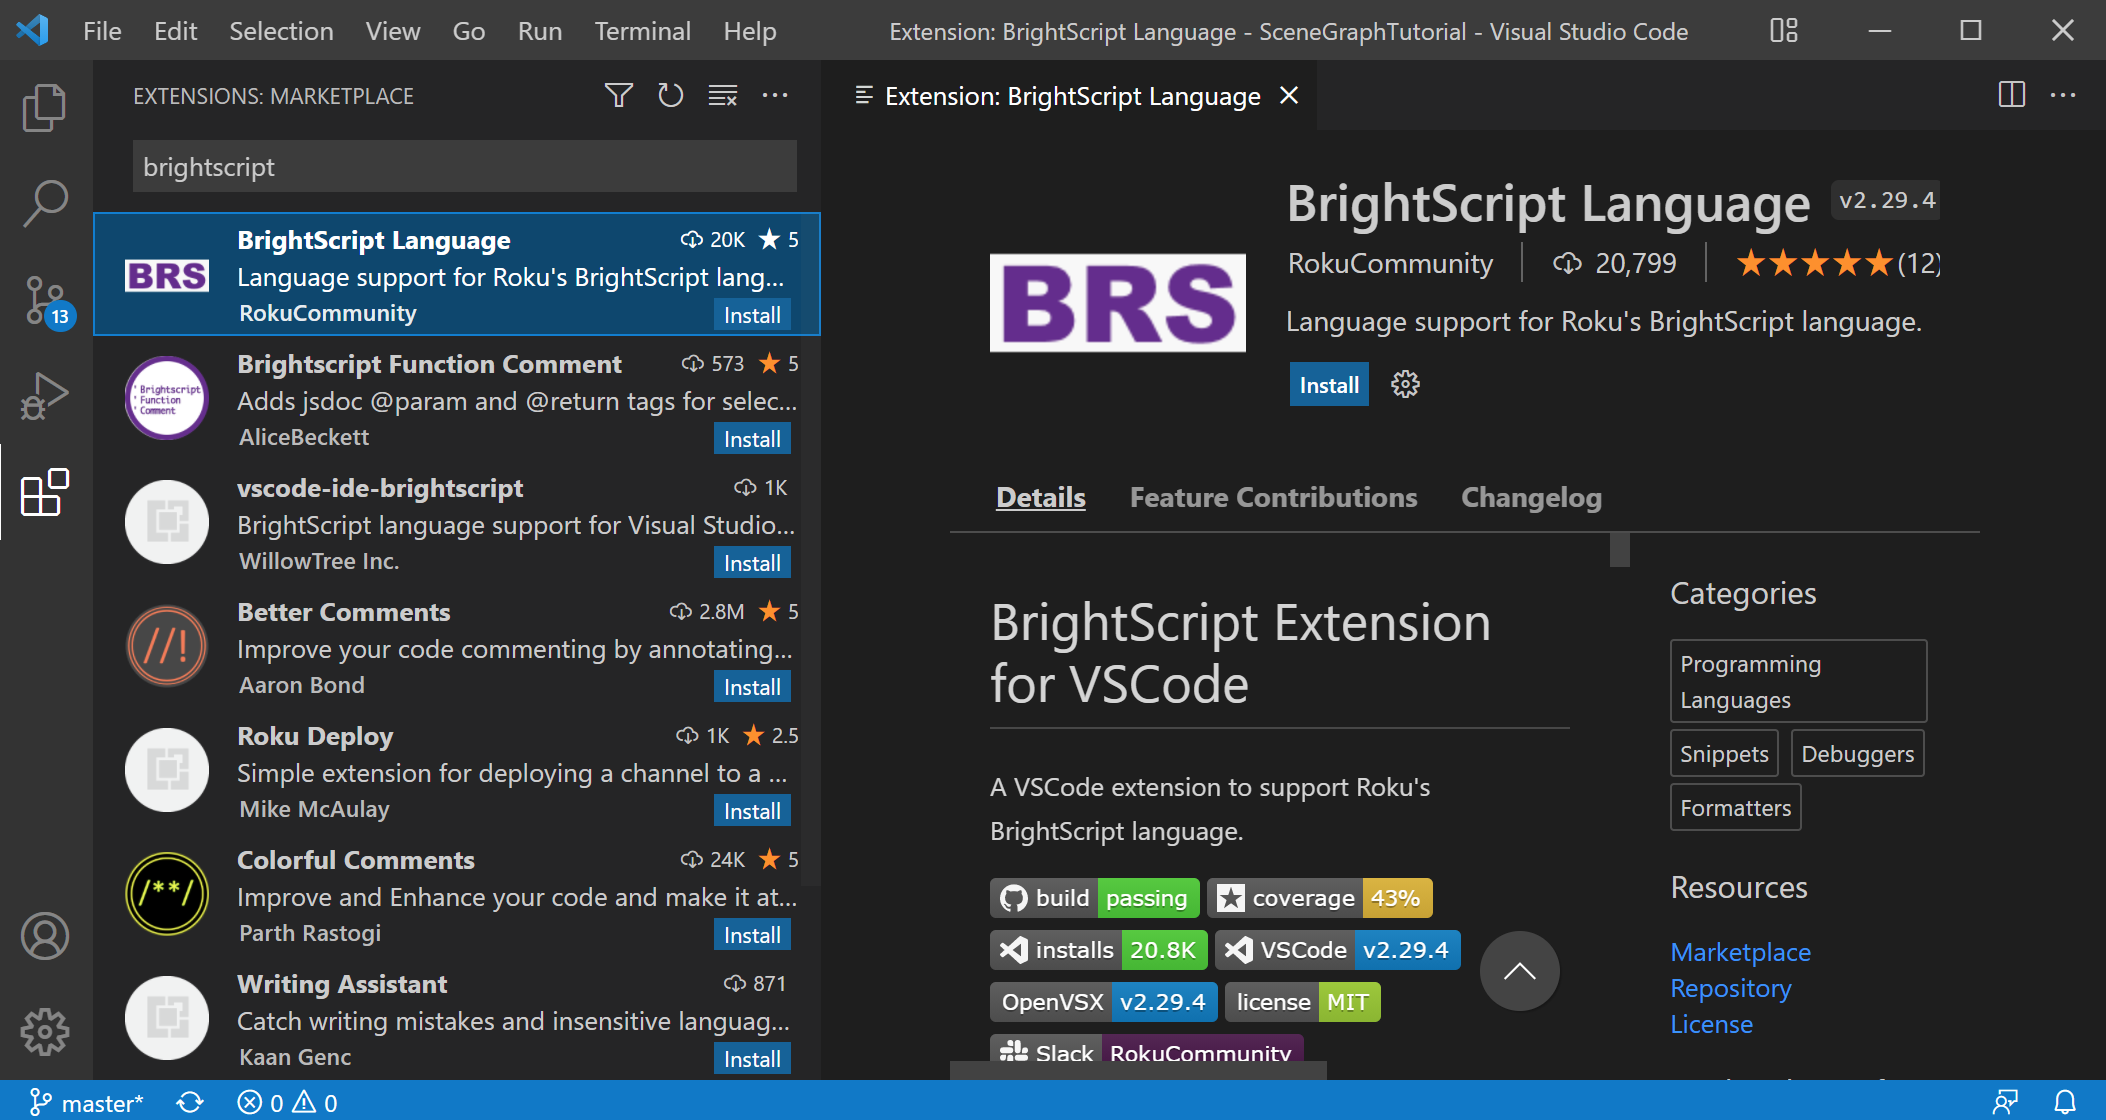 File Edit Selection View Go Run Terminal Help
Extension: BrightScript Language - SceneGraphTutorial - Visual Studio Code
EXTENSIONS: MARKETPLACE
brightscript
BrightScript Language 20K ★ 5
BRS
Language support for Roku's BrightScript lang...
RokuCommunity Install
Brightscript Function Comment 573 ★ 5
' Brightscript
' Function
' Comment
Adds jsdoc @param and @return tags for selec...
AliceBeckett Install
vscode-ide-brightscript 1K
BrightScript language support for Visual Studio...
WillowTree Inc. Install
Better Comments 2.8M ★ 5
//!
Improve your code commenting by annotating...
Aaron Bond Install
Roku Deploy 1K ★ 2.5
Simple extension for deploying a channel to a ...
Mike McAulay Install
Colorful Comments 24K ★ 5
/**/
Improve and Enhance your code and make it at...
Parth Rastogi Install
Writing Assistant 871
Catch writing mistakes and insensitive languag...
Kaan Genc Install
13
Extension: BrightScript Language
BRS
BrightScript Language v2.29.4
RokuCommunity | 20,799 | ★★★★★(12)
Language support for Roku's BrightScript language.
Install
Details Feature Contributions Changelog
BrightScript Extension
for VSCode
A VSCode extension to support Roku's
BrightScript language.
build passing coverage 43%
installs 20.8K VSCode v2.29.4
OpenVSX v2.29.4 license MIT
Slack RokuCommunity
Categories
Programming
Languages
Snippets Debuggers
Formatters
Resources
Marketplace
Repository
License
master* 0 0